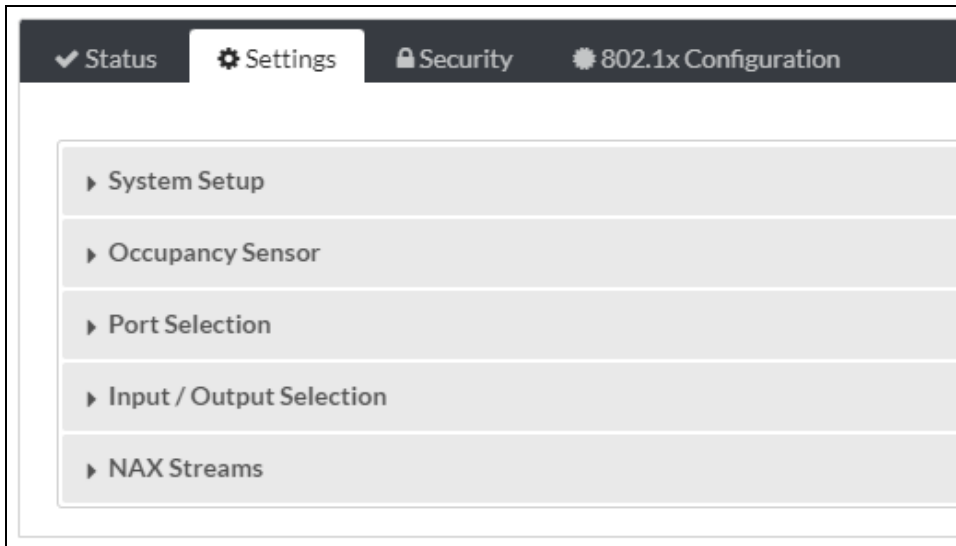 Status Settings Security 802.1x Configuration
System Setup
Occupancy Sensor
Port Selection
Input / Output Selection
NAX Streams